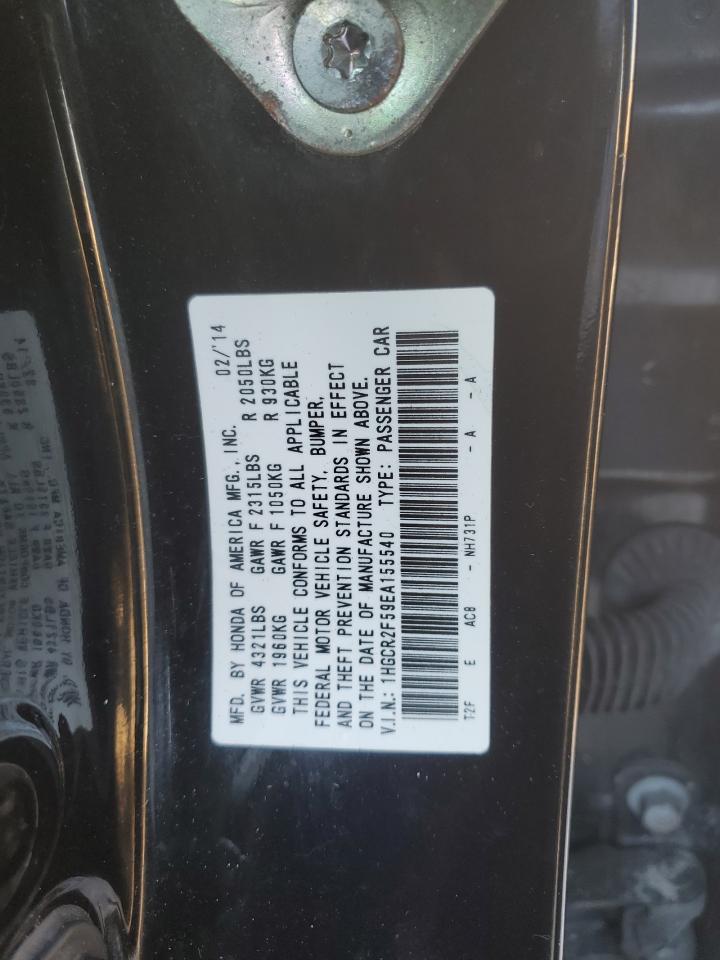 MFD. BY HONDA OF AMERICA MFG., INC. 02/'14
GVWR 4321LBS GAWR F 2315LBS R 2050LBS
GVWR 1960KG GAWR F 1050KG R 930KG
THIS VEHICLE CONFORMS TO ALL APPLICABLE
FEDERAL MOTOR VEHICLE SAFETY, BUMPER,
AND THEFT PREVENTION STANDARDS IN EFFECT
ON THE DATE OF MANUFACTURE SHOWN ABOVE.
V.I.N.: 1HGCR2F59EA155540 TYPE: PASSENGER CAR
T2F E AC8 - NH731P - A - A